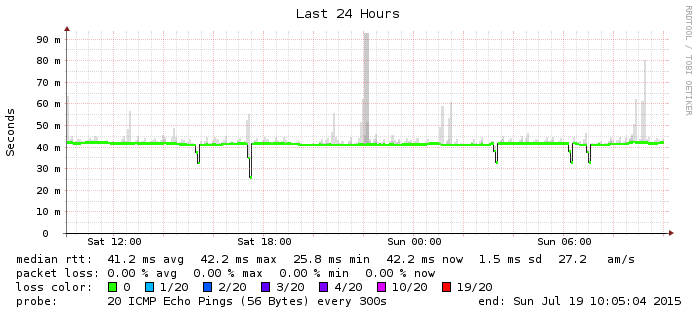 Last 24 Hours
RRDTOOL / TOBI OETIKER
Seconds
90 m
80 m
70 m
60 m
50 m
40 m
30 m
20 m
10 m
0
Sat 12:00 Sat 18:00 Sun 00:00 Sun 06:00
median rtt: 41.2 ms avg 42.2 ms max 25.8 ms min 42.2 ms now 1.5 ms sd 27.2 am/s
packet loss: 0.00 % avg 0.00 % max 0.00 % min 0.00 % now
loss color: 0 1/20 2/20 3/20 4/20 10/20 19/20
probe: 20 ICMP Echo Pings (56 Bytes) every 300s end: Sun Jul 19 10:05:04 2015